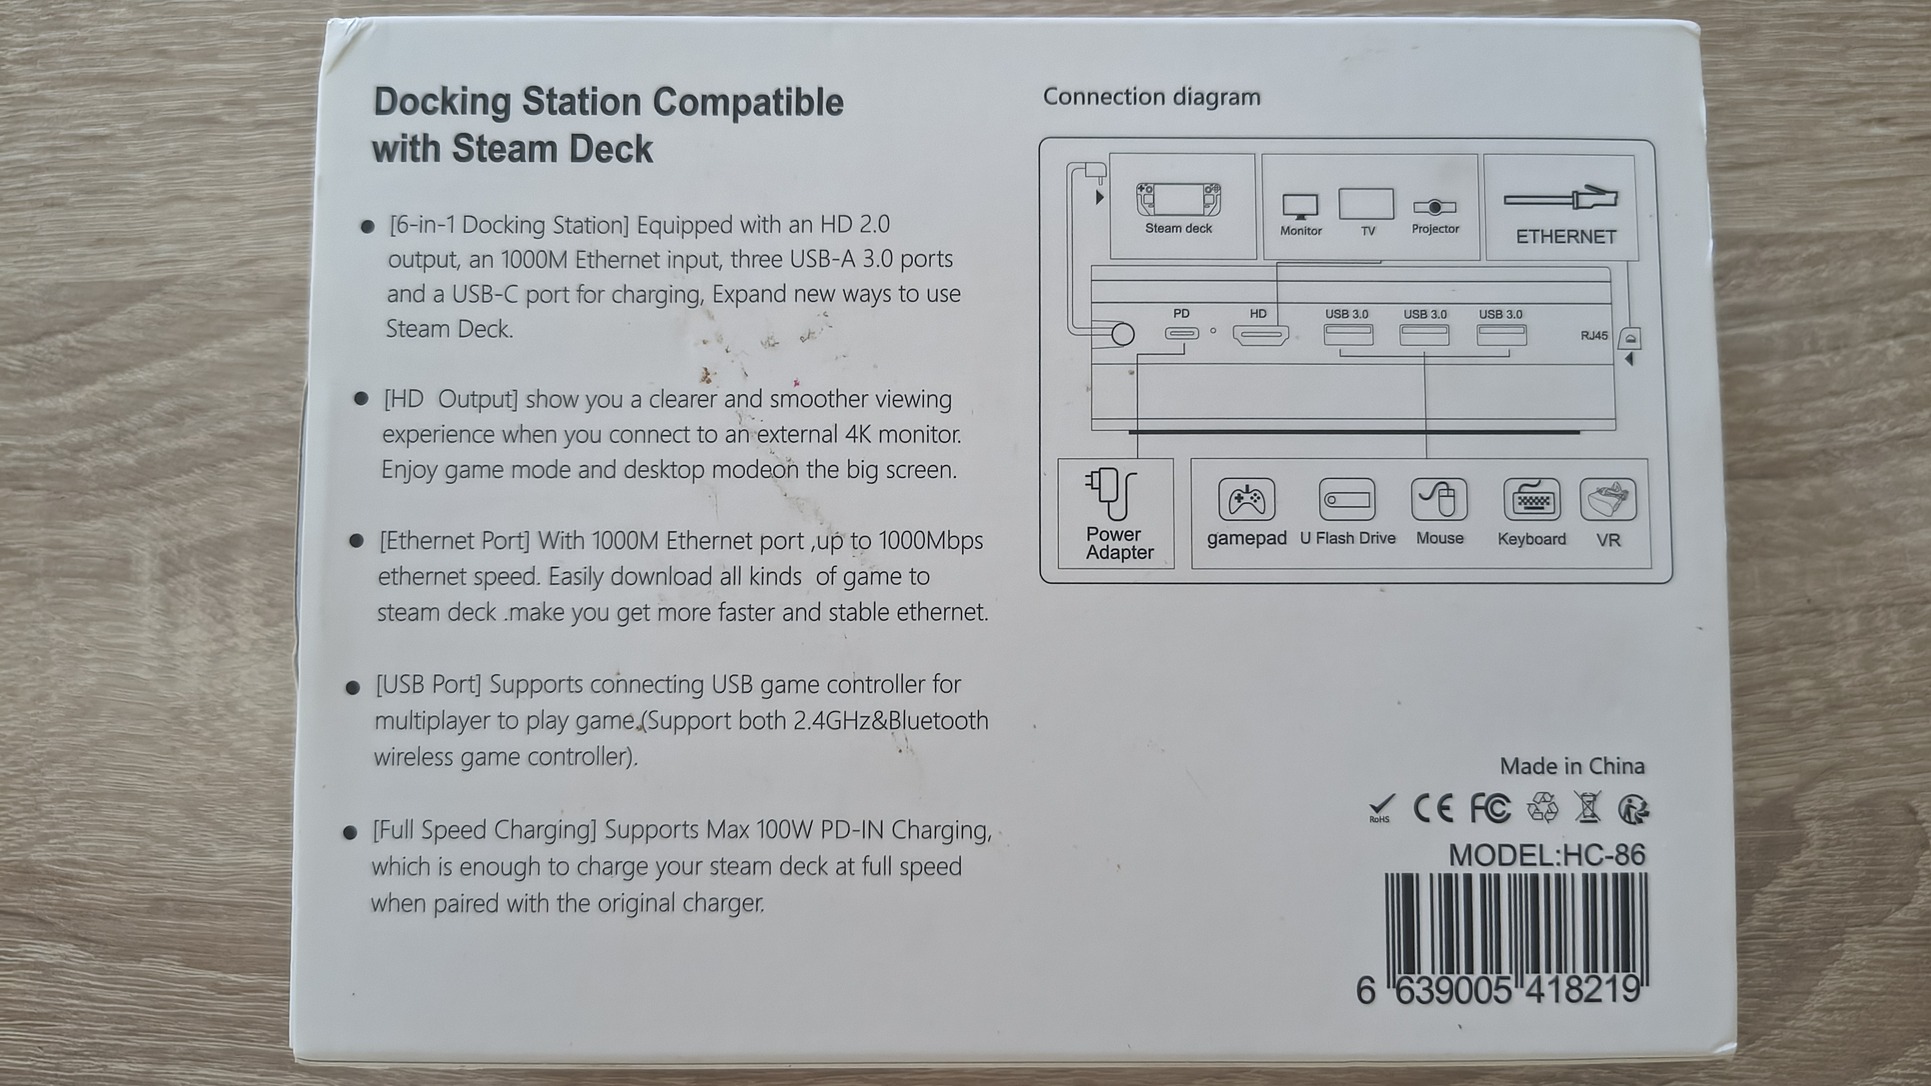 Docking Station Compatible
with Steam Deck
● [6-in-1 Docking Station] Equipped with an HD 2.0
output, an 1000M Ethernet input, three USB-A 3.0 ports
and a USB-C port for charging, Expand new ways to use
Steam Deck.
● [HD  Output] show you a clearer and smoother viewing
experience when you connect to an external 4K monitor.
Enjoy game mode and desktop modeon the big screen.
● [Ethernet Port] With 1000M Ethernet port ,up to 1000Mbps
ethernet speed. Easily download all kinds  of game to
steam deck .make you get more faster and stable ethernet.
● [USB Port] Supports connecting USB game controller for
multiplayer to play game.(Support both 2.4GHz&Bluetooth
wireless game controller).
● [Full Speed Charging] Supports Max 100W PD-IN Charging,
which is enough to charge your steam deck at full speed
when paired with the original charger.
Connection diagram
Steam deck
Monitor
TV
Projector
ETHERNET
PD
HD
USB 3.0
USB 3.0
USB 3.0
RJ45
Power
Adapter
gamepad
U Flash Drive
Mouse
Keyboard
VR
Made in China
RoHS
CE
FC
MODEL:HC-86
6 639005 418219